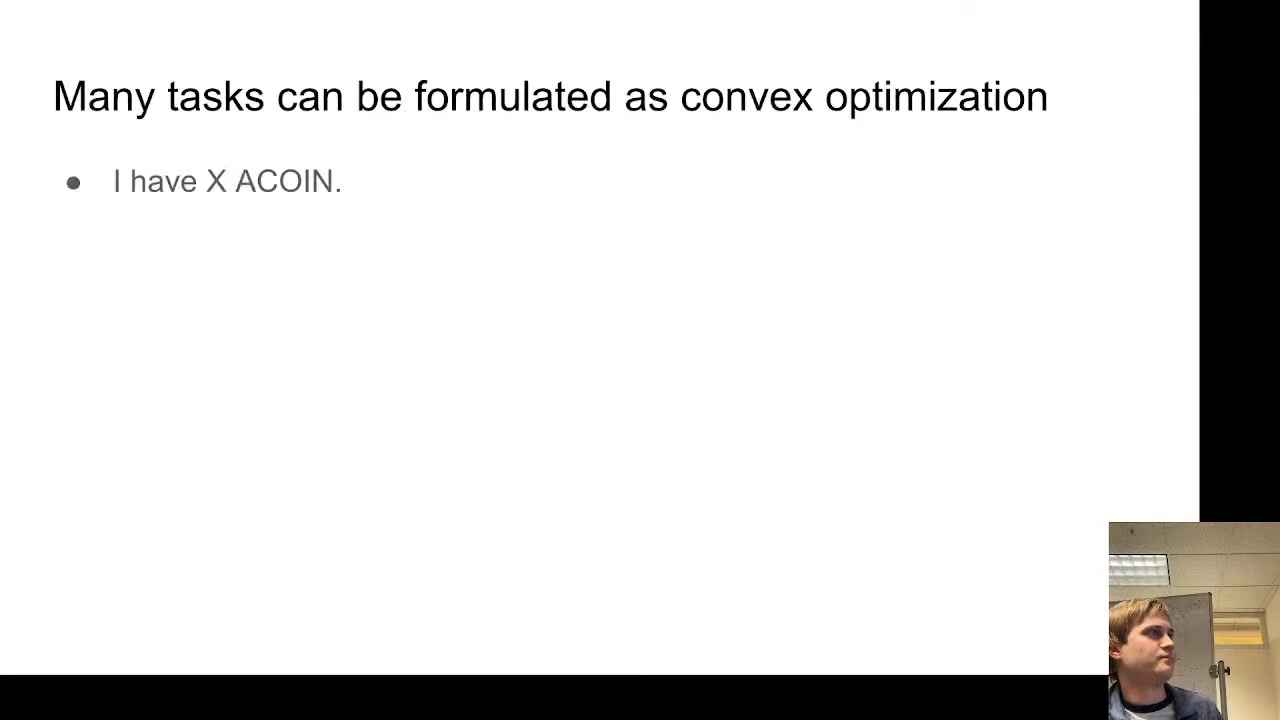 Many tasks can be formulated as convex optimization
● I have X ACOIN.